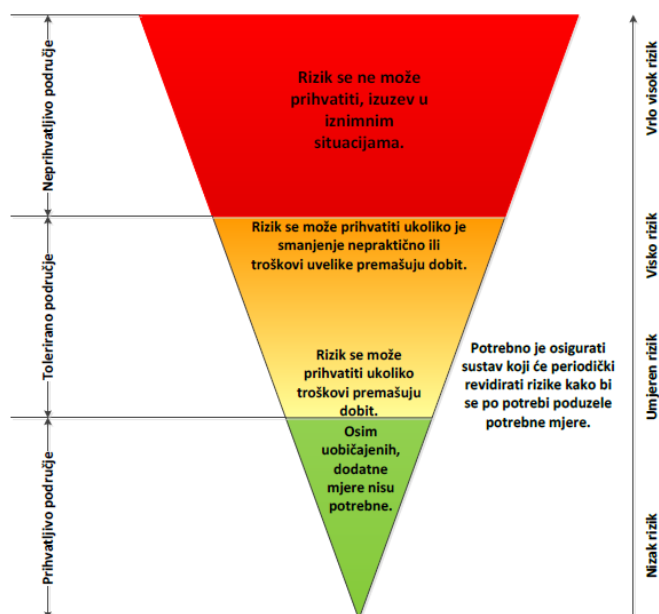 Neprihvatljivo područje
Rizik se ne može
prihvatiti, izuzev u
iznimnim
situacijama.
Vrlo visok rizik
Tolerirano područje
Rizik se može prihvatiti ukoliko je
smanjenje nepraktično ili
troškovi uvelike premašuju dobit.
Visko rizik
Rizik se može
prihvatiti ukoliko
troškovi premašuju
dobit.
Potrebno je osigurati
sustav koji će periodički
revidirati rizike kako bi
se po potrebi poduzele
potrebne mjere.
Umjeren rizik
Prihvatljivo područje
Osim
uobičajenih,
dodatne
mjere nisu
potrebne.
Nizak rizik